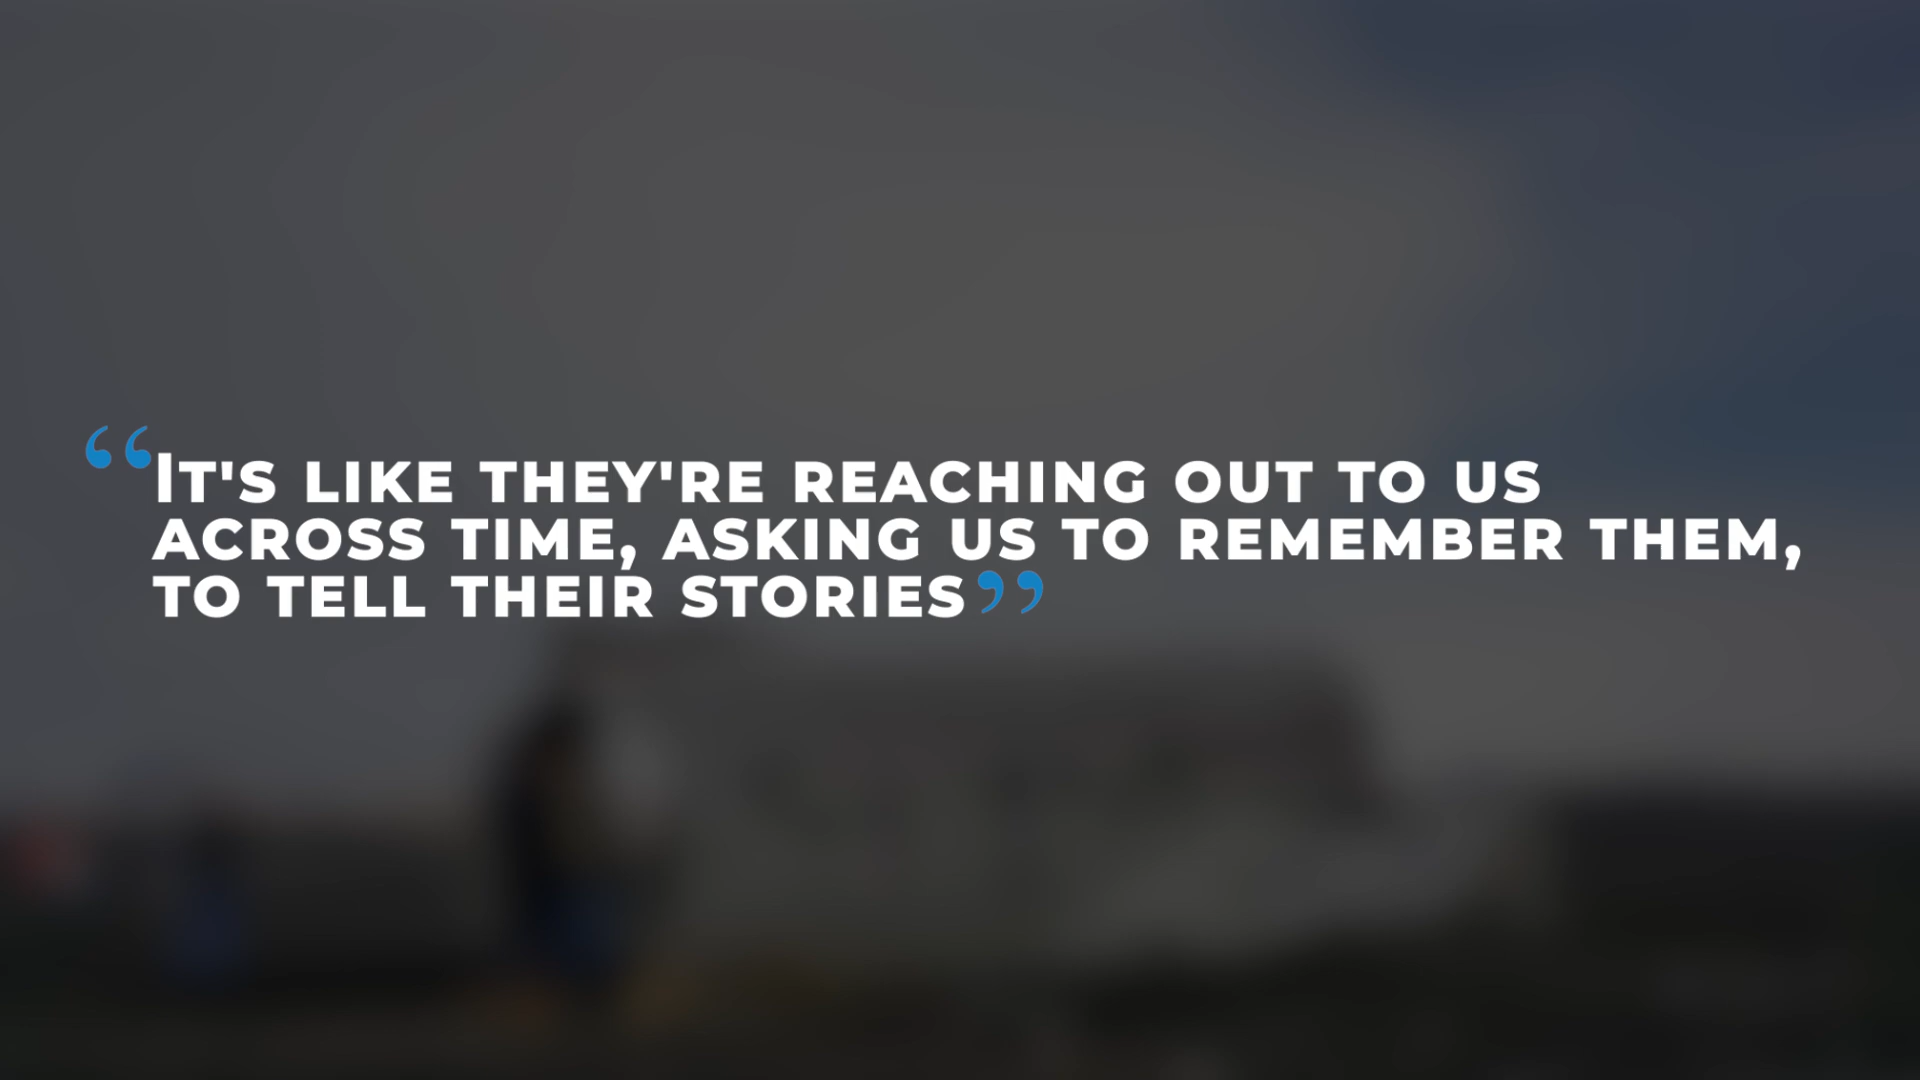 “It's like they're reaching out to us
across time, asking us to remember them,
to tell their stories”